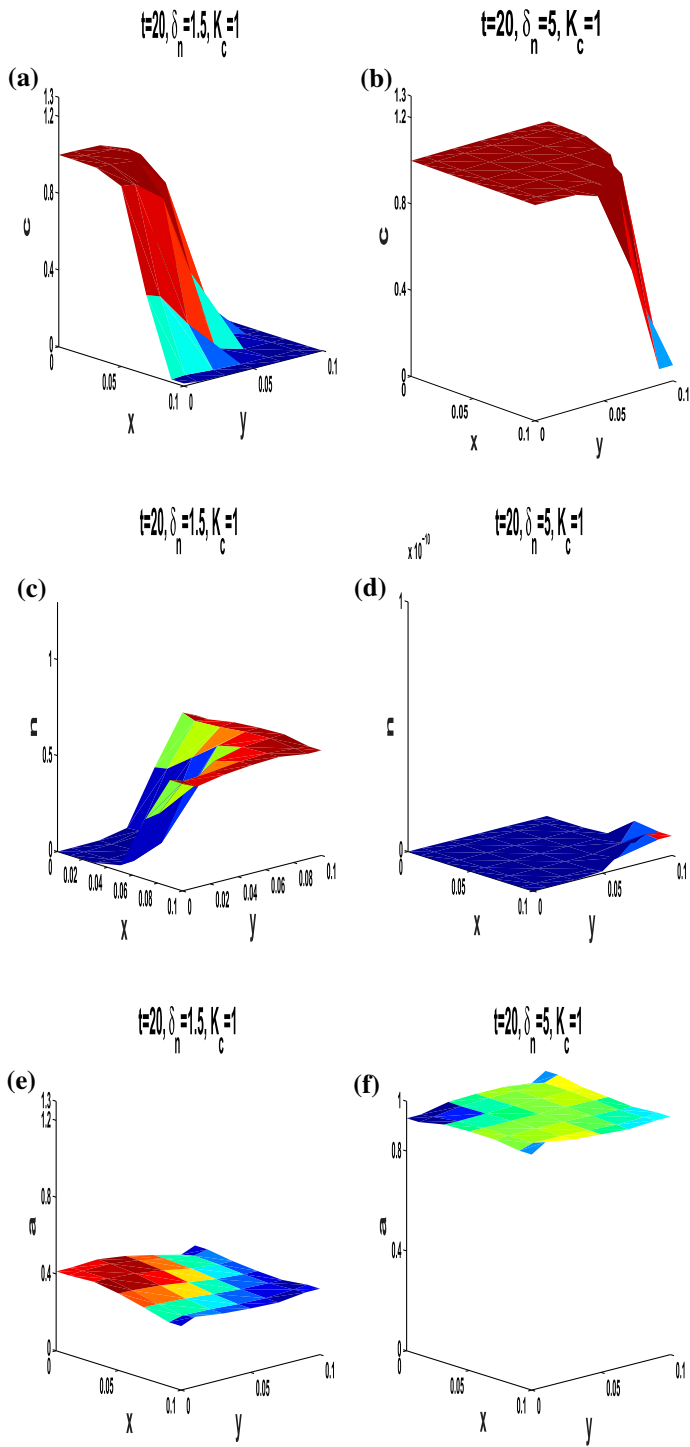 t=20, δn=1.5, Kc=1
t=20, δn=5, Kc=1
(a)
(b)
1.3
1.2
0.8
0.4
0
c
0
0.05
0.1
x
0
0.05
0.1
y
1.3
1.2
0.8
0.4
0
c
0
0.05
0.1
x
0
0.05
0.1
y
t=20, δn=1.5, Kc=1
t=20, δn=5, Kc=1
x 10⁻¹⁰
(c)
(d)
1
0.5
0
n
0
0.02
0.04
0.06
0.08
0.1
x
0
0.02
0.04
0.06
0.08
0.1
y
1
0
n
0
0.05
0.1
x
0
0.05
0.1
y
t=20, δn=1.5, Kc=1
t=20, δn=5, Kc=1
(e)
(f)
1.3
1.2
0.8
0.4
0
a
0
0.05
0.1
x
0
0.05
0.1
y
1
0.8
0.4
0
a
0
0.05
0.1
x
0
0.05
0.1
y